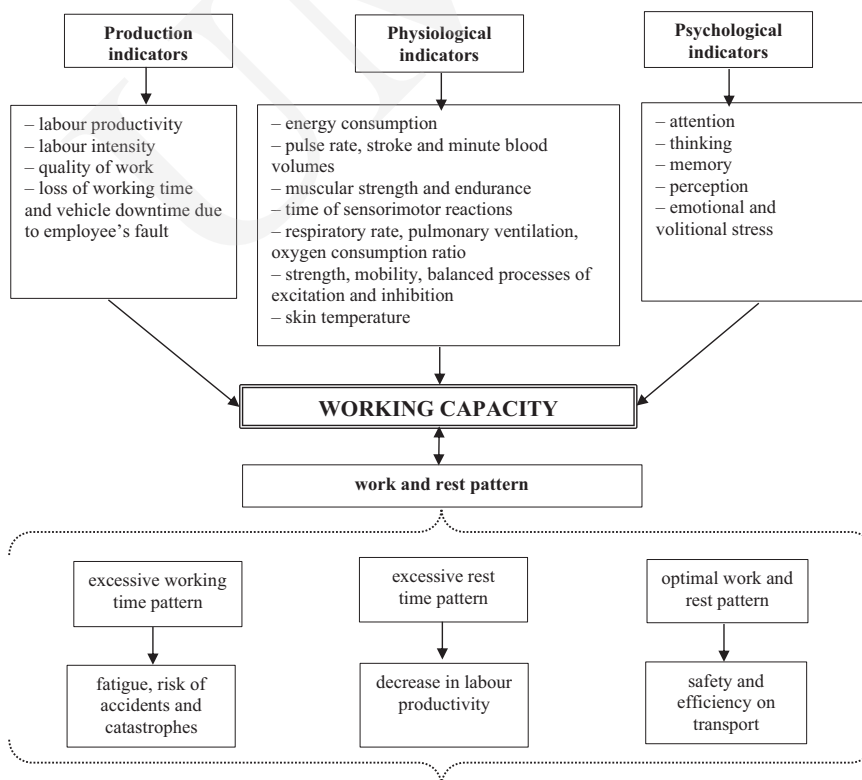 Production
indicators
Physiological
indicators
Psychological
indicators
– labour productivity
– labour intensity
– quality of work
– loss of working time
and vehicle downtime due
to employee's fault
– energy consumption
– pulse rate, stroke and minute blood
volumes
– muscular strength and endurance
– time of sensorimotor reactions
– respiratory rate, pulmonary ventilation,
oxygen consumption ratio
– strength, mobility, balanced processes of
excitation and inhibition
– skin temperature
– attention
– thinking
– memory
– perception
– emotional and
volitional stress
WORKING CAPACITY
work and rest pattern
excessive working
time pattern
excessive rest
time pattern
optimal work and
rest pattern
fatigue, risk of
accidents and
catastrophes
decrease in labour
productivity
safety and
efficiency on
transport